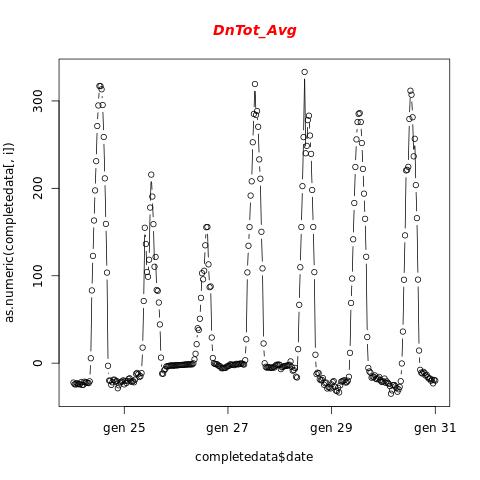 DnTot_Avg
300
200
100
0
as.numeric(completedata[, i])
gen 25 gen 27 gen 29 gen 31
completedata$date